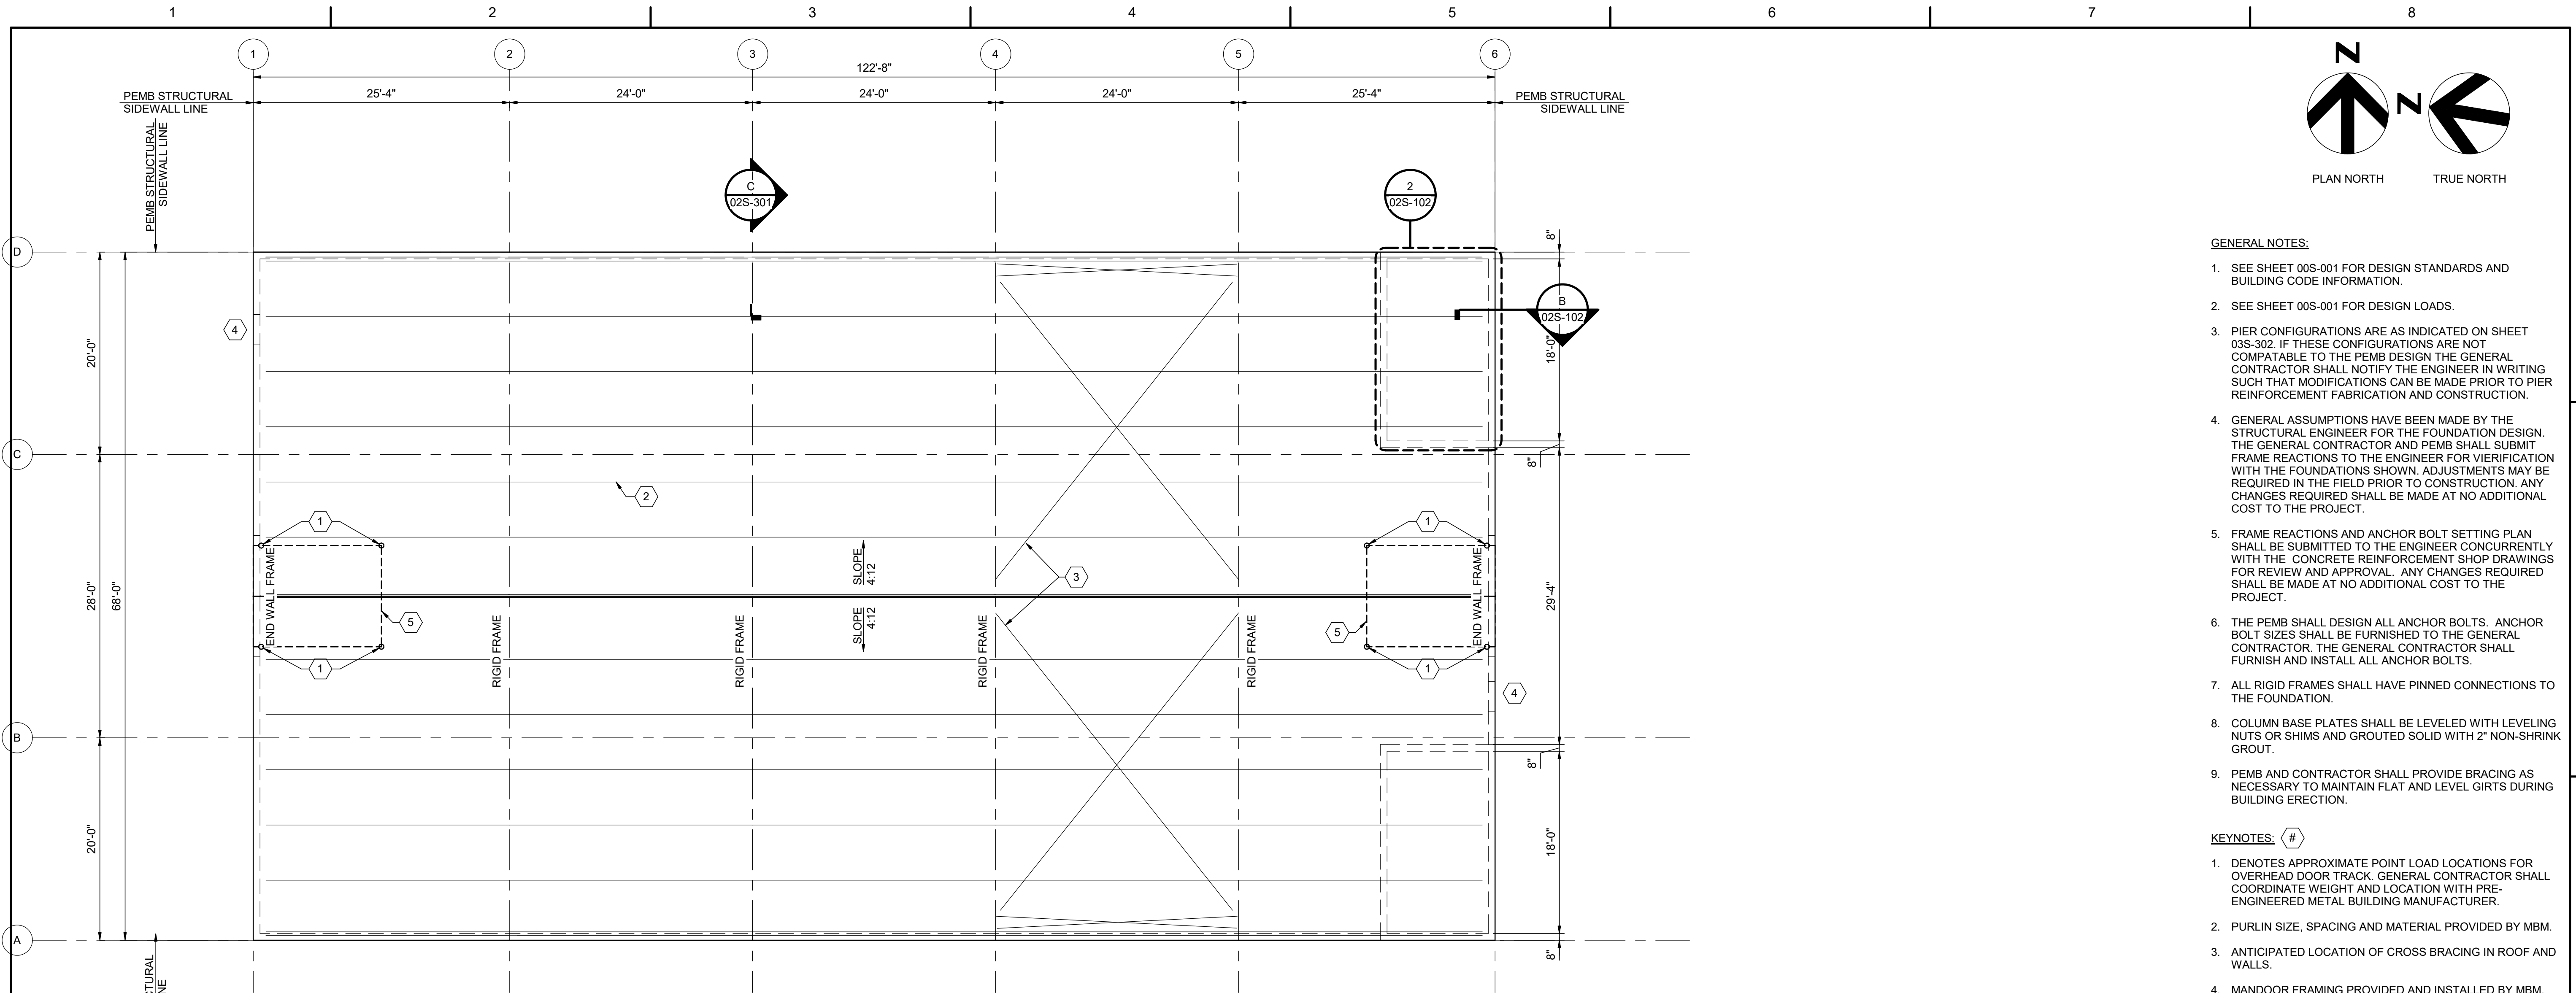 1 2 3 4 5 6 7 8
1 2 3 4 5 6
122'-8"
25'-4" 24'-0" 24'-0" 24'-0" 25'-4"
PEMB STRUCTURAL
SIDEWALL LINE
PEMB STRUCTURAL
SIDEWALL LINE
PEMB STRUCTURAL
SIDEWALL LINE
N
N
PLAN NORTH
TRUE NORTH
C
02S-301
2
02S-102
B
02S-102
D
C
B
A
20'-0"
28'-0"
20'-0"
68'-0"
8"
18'-0"
8"
29'-4"
8"
18'-0"
8"
4
2
1
1
3
5
5
1
1
4
END WALL FRAME
RIGID FRAME
RIGID FRAME
RIGID FRAME
RIGID FRAME
END WALL FRAME
SLOPE
4:12
SLOPE
4:12
CTURAL
NE
GENERAL NOTES:
1. SEE SHEET 00S-001 FOR DESIGN STANDARDS AND
BUILDING CODE INFORMATION.
2. SEE SHEET 00S-001 FOR DESIGN LOADS.
3. PIER CONFIGURATIONS ARE AS INDICATED ON SHEET
03S-302. IF THESE CONFIGURATIONS ARE NOT
COMPATABLE TO THE PEMB DESIGN THE GENERAL
CONTRACTOR SHALL NOTIFY THE ENGINEER IN WRITING
SUCH THAT MODIFICATIONS CAN BE MADE PRIOR TO PIER
REINFORCEMENT FABRICATION AND CONSTRUCTION.
4. GENERAL ASSUMPTIONS HAVE BEEN MADE BY THE
STRUCTURAL ENGINEER FOR THE FOUNDATION DESIGN.
THE GENERAL CONTRACTOR AND PEMB SHALL SUBMIT
FRAME REACTIONS TO THE ENGINEER FOR VIERIFICATION
WITH THE FOUNDATIONS SHOWN. ADJUSTMENTS MAY BE
REQUIRED IN THE FIELD PRIOR TO CONSTRUCTION. ANY
CHANGES REQUIRED SHALL BE MADE AT NO ADDITIONAL
COST TO THE PROJECT.
5. FRAME REACTIONS AND ANCHOR BOLT SETTING PLAN
SHALL BE SUBMITTED TO THE ENGINEER CONCURRENTLY
WITH THE CONCRETE REINFORCEMENT SHOP DRAWINGS
FOR REVIEW AND APPROVAL. ANY CHANGES REQUIRED
SHALL BE MADE AT NO ADDITIONAL COST TO THE
PROJECT.
6. THE PEMB SHALL DESIGN ALL ANCHOR BOLTS. ANCHOR
BOLT SIZES SHALL BE FURNISHED TO THE GENERAL
CONTRACTOR. THE GENERAL CONTRACTOR SHALL
FURNISH AND INSTALL ALL ANCHOR BOLTS.
7. ALL RIGID FRAMES SHALL HAVE PINNED CONNECTIONS TO
THE FOUNDATION.
8. COLUMN BASE PLATES SHALL BE LEVELED WITH LEVELING
NUTS OR SHIMS AND GROUTED SOLID WITH 2" NON-SHRINK
GROUT.
9. PEMB AND CONTRACTOR SHALL PROVIDE BRACING AS
NECESSARY TO MAINTAIN FLAT AND LEVEL GIRTS DURING
BUILDING ERECTION.
KEYNOTES: #
1. DENOTES APPROXIMATE POINT LOAD LOCATIONS FOR
OVERHEAD DOOR TRACK. GENERAL CONTRACTOR SHALL
COORDINATE WEIGHT AND LOCATION WITH PRE-
ENGINEERED METAL BUILDING MANUFACTURER.
2. PURLIN SIZE, SPACING AND MATERIAL PROVIDED BY MBM.
3. ANTICIPATED LOCATION OF CROSS BRACING IN ROOF AND
WALLS.
4. MANDOOR FRAMING PROVIDED AND INSTALLED BY MBM.